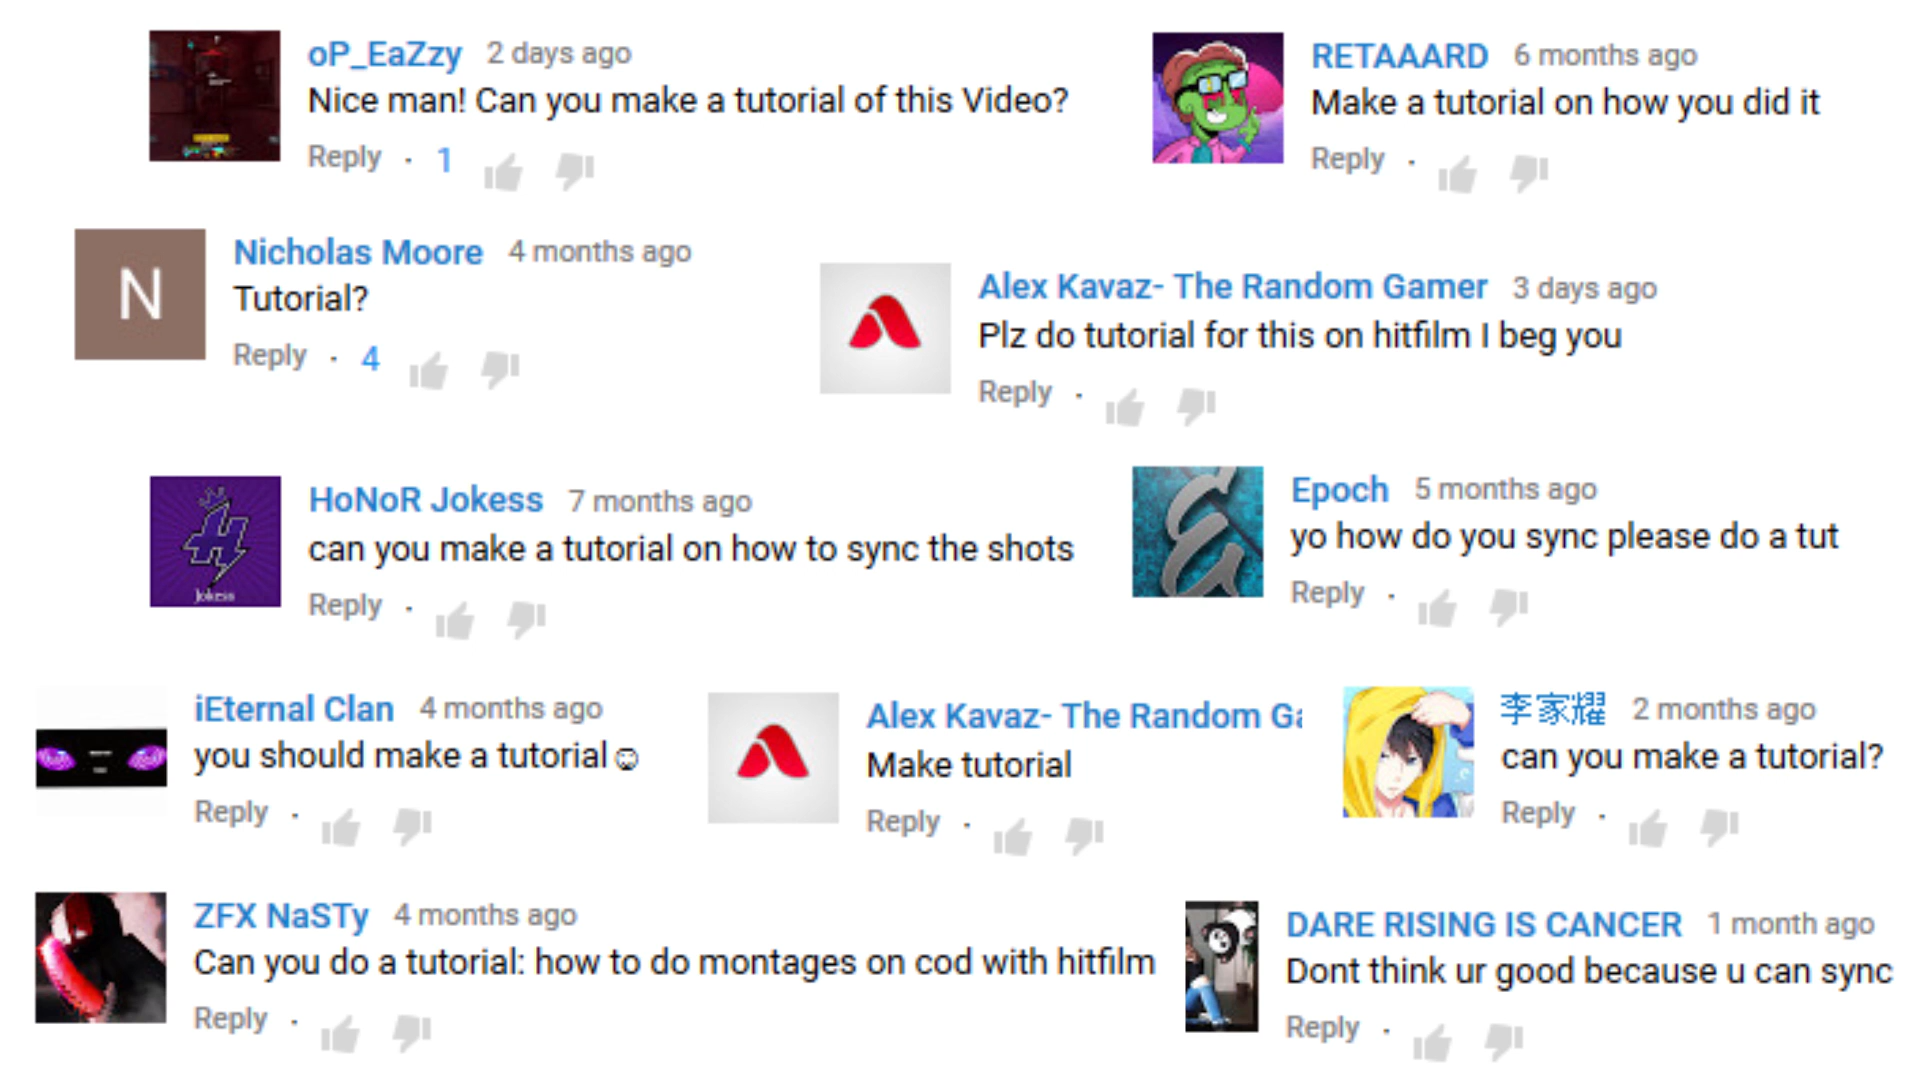 oP_EaZzy 2 days ago
Nice man! Can you make a tutorial of this Video?
Reply · 1
RETAAARD 6 months ago
Make a tutorial on how you did it
Reply ·
N
Nicholas Moore 4 months ago
Tutorial?
Reply · 4
Alex Kavaz- The Random Gamer 3 days ago
Plz do tutorial for this on hitfilm I beg you
Reply ·
Jokess
HoNoR Jokess 7 months ago
can you make a tutorial on how to sync the shots
Reply ·
Epoch 5 months ago
yo how do you sync please do a tut
Reply ·
iEternal Clan 4 months ago
you should make a tutorial☺
Reply ·
Alex Kavaz- The Random Ga
Make tutorial
Reply ·
李家耀 2 months ago
can you make a tutorial?
Reply ·
ZFX NaSTy 4 months ago
Can you do a tutorial: how to do montages on cod with hitfilm
Reply ·
DARE RISING IS CANCER 1 month ago
Dont think ur good because u can sync
Reply ·